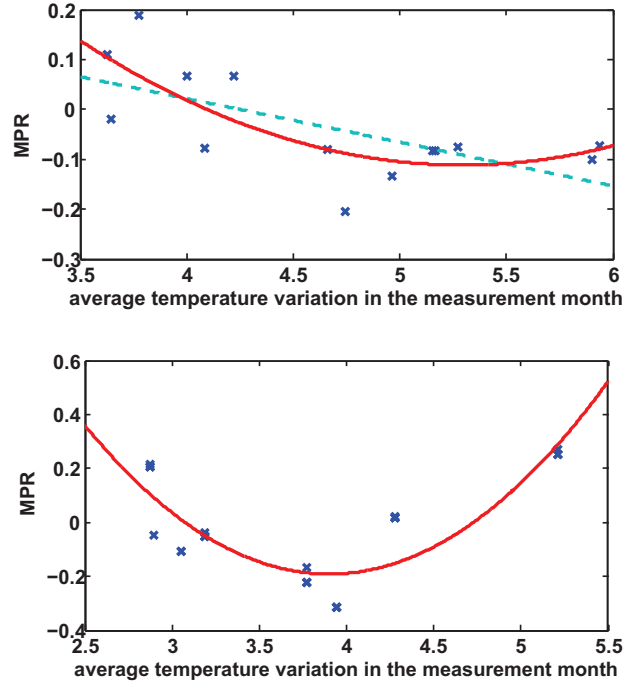 0.2
0.1
0
−0.1
−0.2
−0.3
MPR
3.5 4 4.5 5 5.5 6
average temperature variation in the measurement month
0.6
0.4
0.2
0
−0.2
−0.4
MPR
2.5 3 3.5 4 4.5 5 5.5
average temperature variation in the measurement month